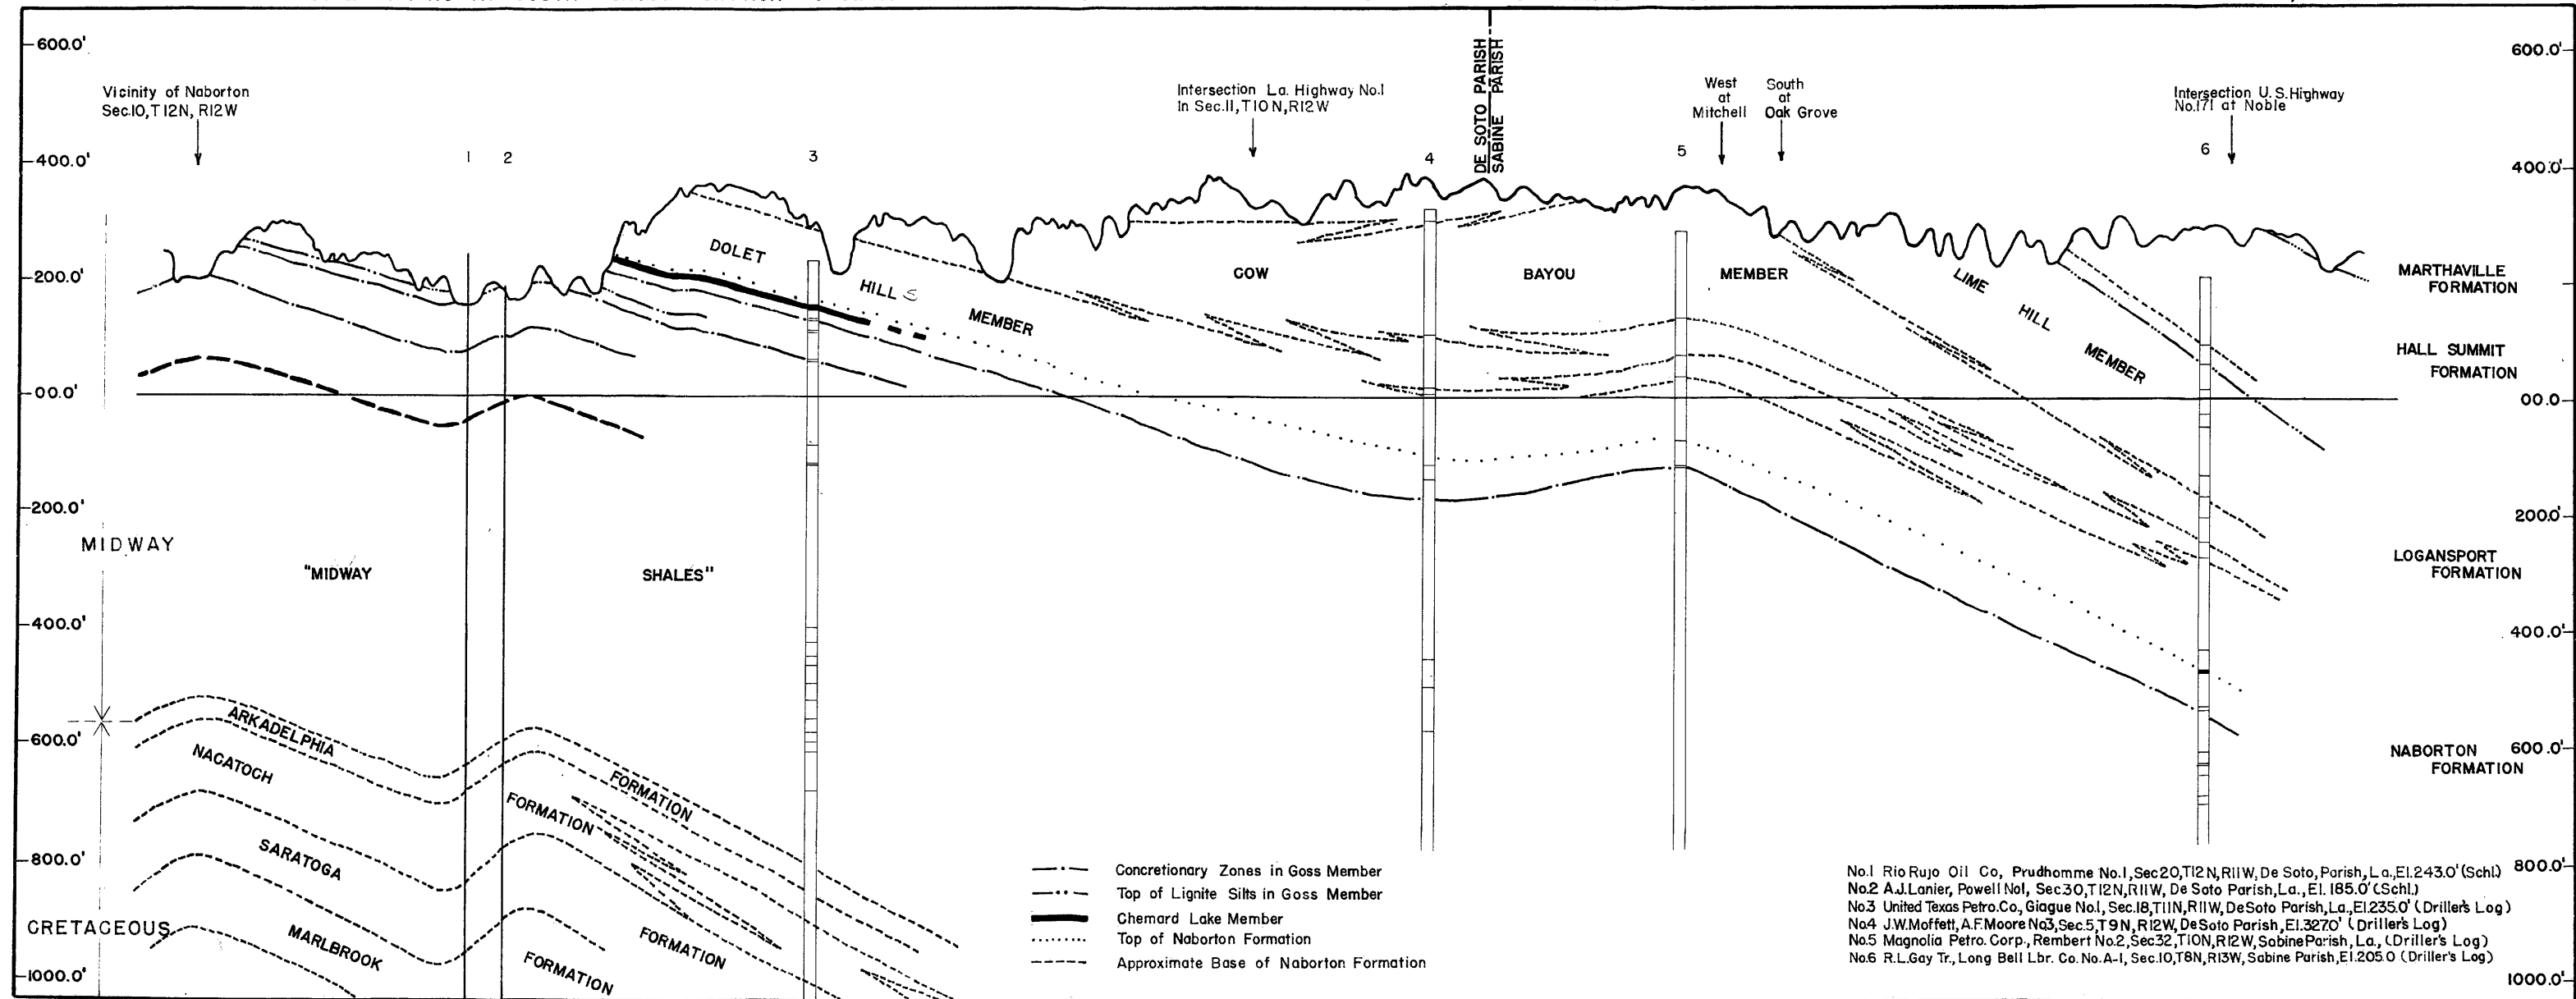 600.0'
600.0'
DE SOTO PARISH
SABINE PARISH
Vicinity of Naborton
Sec.10, T12N, R12W
Intersection La. Highway No.1
In Sec.11, T10N, R12W
West
at
Mitchell
South
at
Oak Grove
Intersection U.S. Highway
No.171 at Noble
400.0'
1
2
3
4
5
6
400.0'
DOLET
HILLS
MEMBER
COW
BAYOU
MEMBER
LIME
HILL
MEMBER
200.0'
MARTHAVILLE
FORMATION
HALL SUMMIT
FORMATION
00.0'
00.0'
200.0'
200.0'
MIDWAY
"MIDWAY
SHALES"
LOGANSPORT
FORMATION
400.0'
400.0'
ARKADELPHIA
FORMATION
600.0'
NABORTON
FORMATION
600.0'
NACATOCH
FORMATION
800.0'
800.0'
SARATOGA
FORMATION
CRETACEOUS
MARLBROOK
FORMATION
1000.0'
1000.0'
Concretionary Zones in Goss Member
Top of Lignite Silts in Goss Member
Chemard Lake Member
Top of Naborton Formation
Approximate Base of Naborton Formation
No.1 Rio Rujo Oil Co, Prudhomme No.1, Sec20, T12N, R11W, De Soto, Parish, La., El.243.0' (Schl.)
No.2 A.J. Lanier, Powell No1, Sec30, T12N, R11W, De Soto Parish, La., El. 185.0' (Schl.)
No3 United Texas Petro. Co., Giague No.1, Sec.18, T11N, R11W, DeSoto Parish, La., El.235.0' (Driller's Log)
No4 J.W. Moffett, A.F. Moore No3, Sec.5, T9N, R12W, DeSoto Parish, El.327.0' (Driller's Log)
No.5 Magnolia Petro. Corp., Rembert No.2, Sec32, T10N, R12W, Sabine Parish, La., (Driller's Log)
No.6 R.L. Gay Tr., Long Bell Lbr. Co. No. A-1, Sec.10, T8N, R13W, Sabine Parish, El.205.0 (Driller's Log)